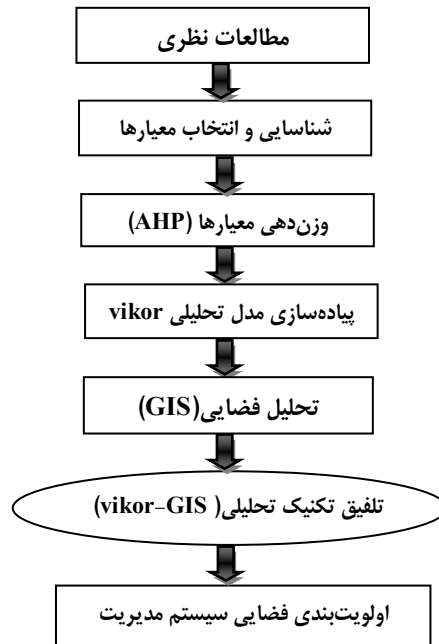 مطالعات نظری
شناسایی و انتخاب معیارها
وزن‌دهی معیارها (AHP)
پیاده‌سازی مدل تحلیلی vikor
تحلیل فضایی(GIS)
تلفیق تکنیک تحلیلی( vikor-GIS)
اولویت‌بندی فضایی سیستم مدیریت